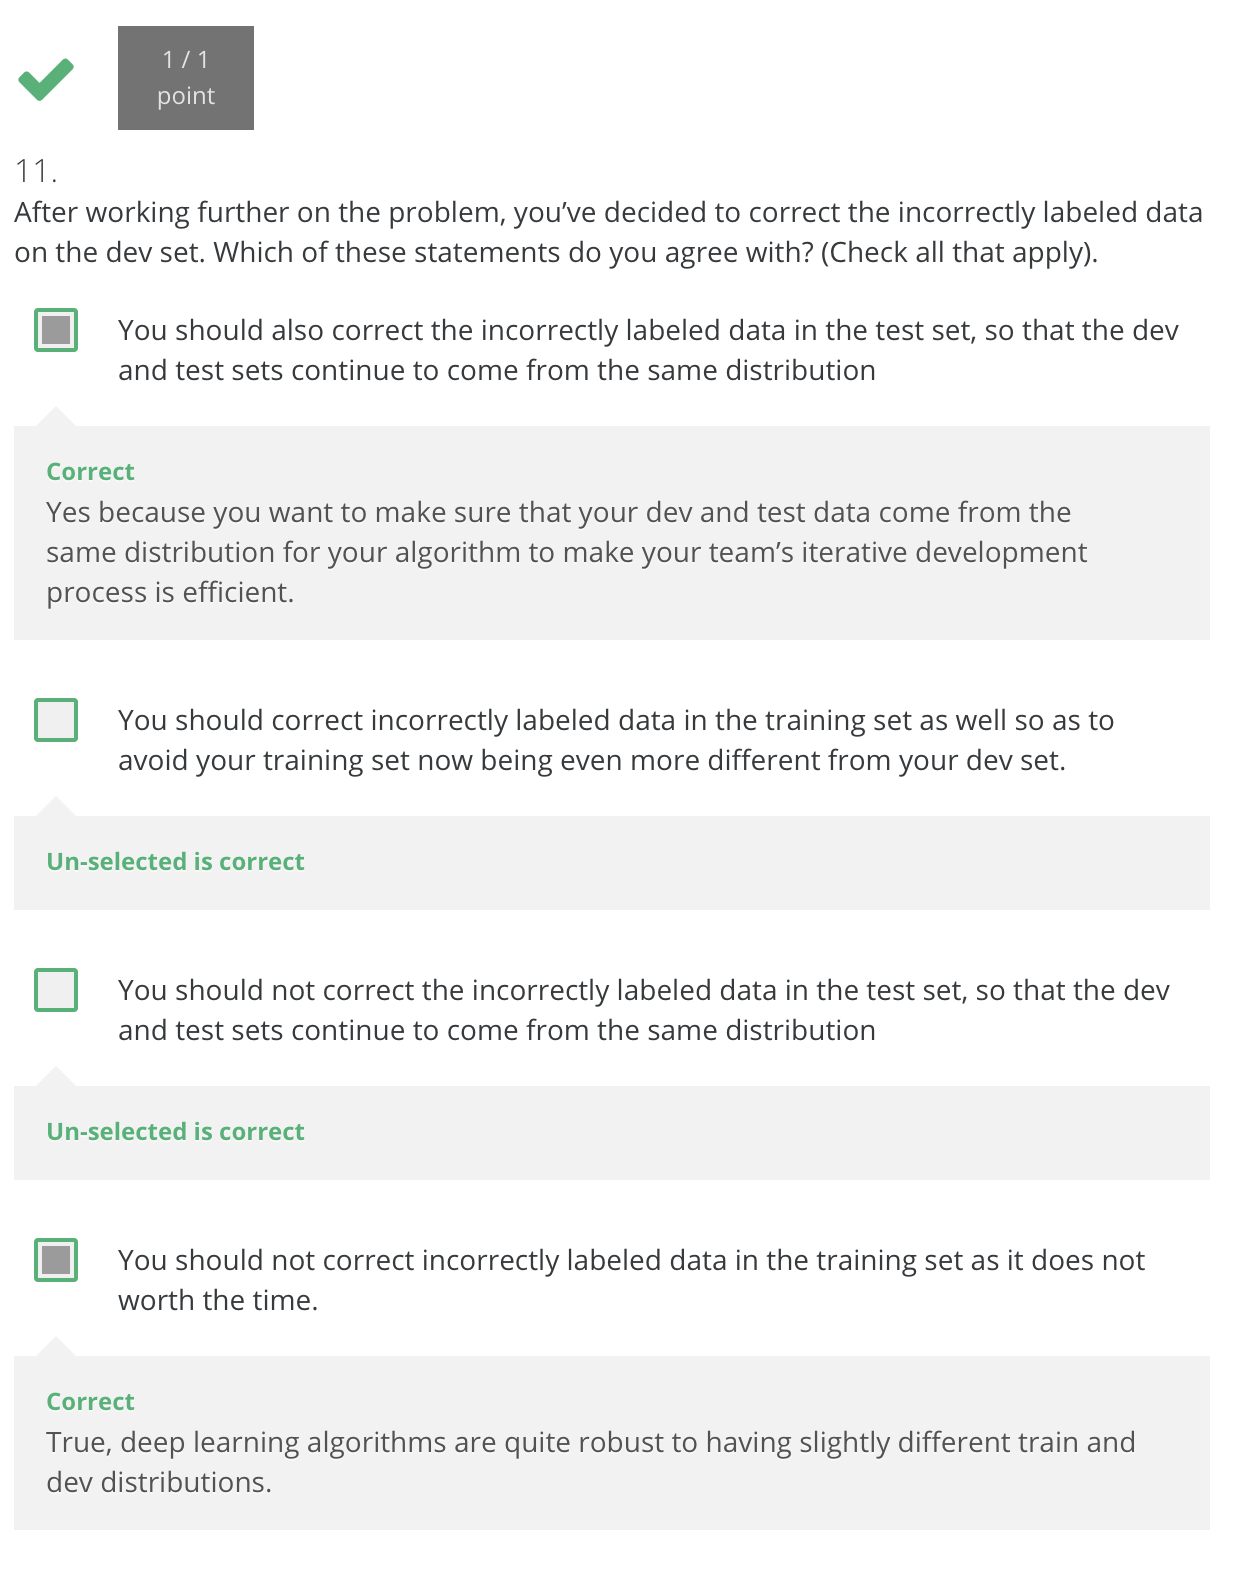 1 / 1
point
11.
After working further on the problem, you’ve decided to correct the incorrectly labeled data
on the dev set. Which of these statements do you agree with? (Check all that apply).
You should also correct the incorrectly labeled data in the test set, so that the dev
and test sets continue to come from the same distribution
Correct
Yes because you want to make sure that your dev and test data come from the
same distribution for your algorithm to make your team’s iterative development
process is efficient.
You should correct incorrectly labeled data in the training set as well so as to
avoid your training set now being even more different from your dev set.
Un-selected is correct
You should not correct the incorrectly labeled data in the test set, so that the dev
and test sets continue to come from the same distribution
Un-selected is correct
You should not correct incorrectly labeled data in the training set as it does not
worth the time.
Correct
True, deep learning algorithms are quite robust to having slightly different train and
dev distributions.